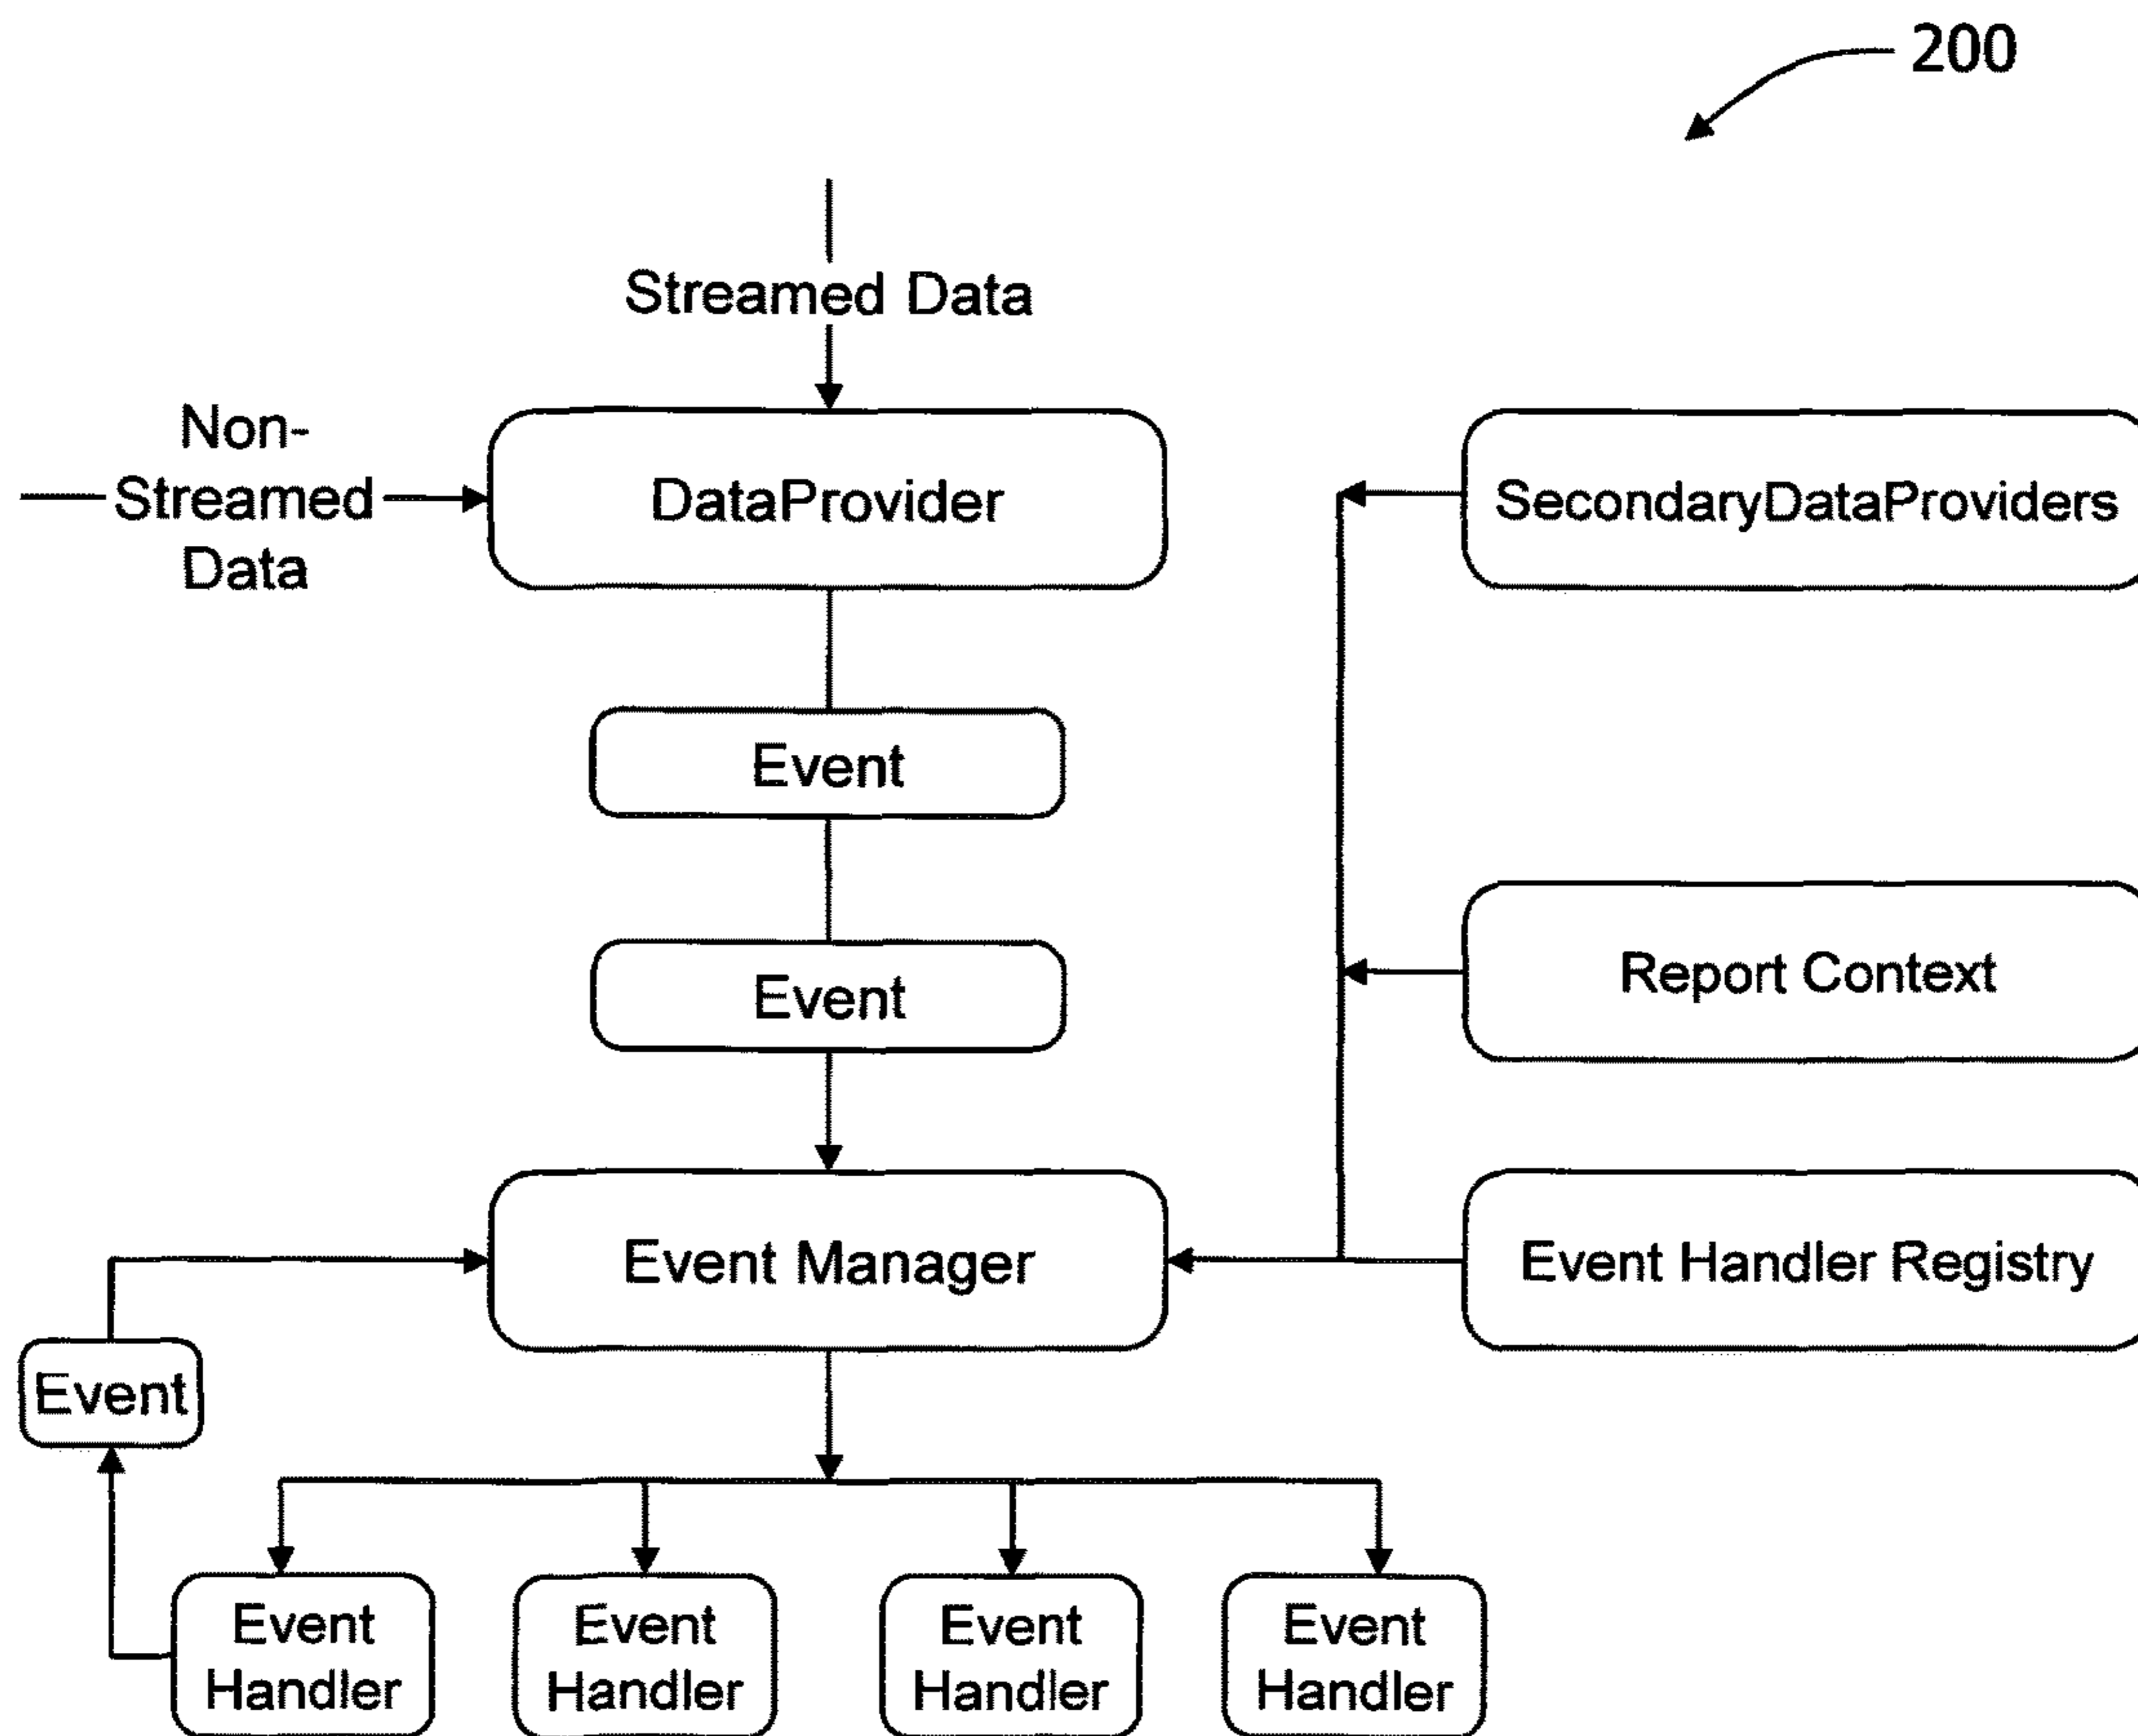 200
Streamed Data
Non-
Streamed
Data
DataProvider
SecondaryDataProviders
Event
Event
Report Context
Event Manager
Event Handler Registry
Event
Event
Handler
Event
Handler
Event
Handler
Event
Handler